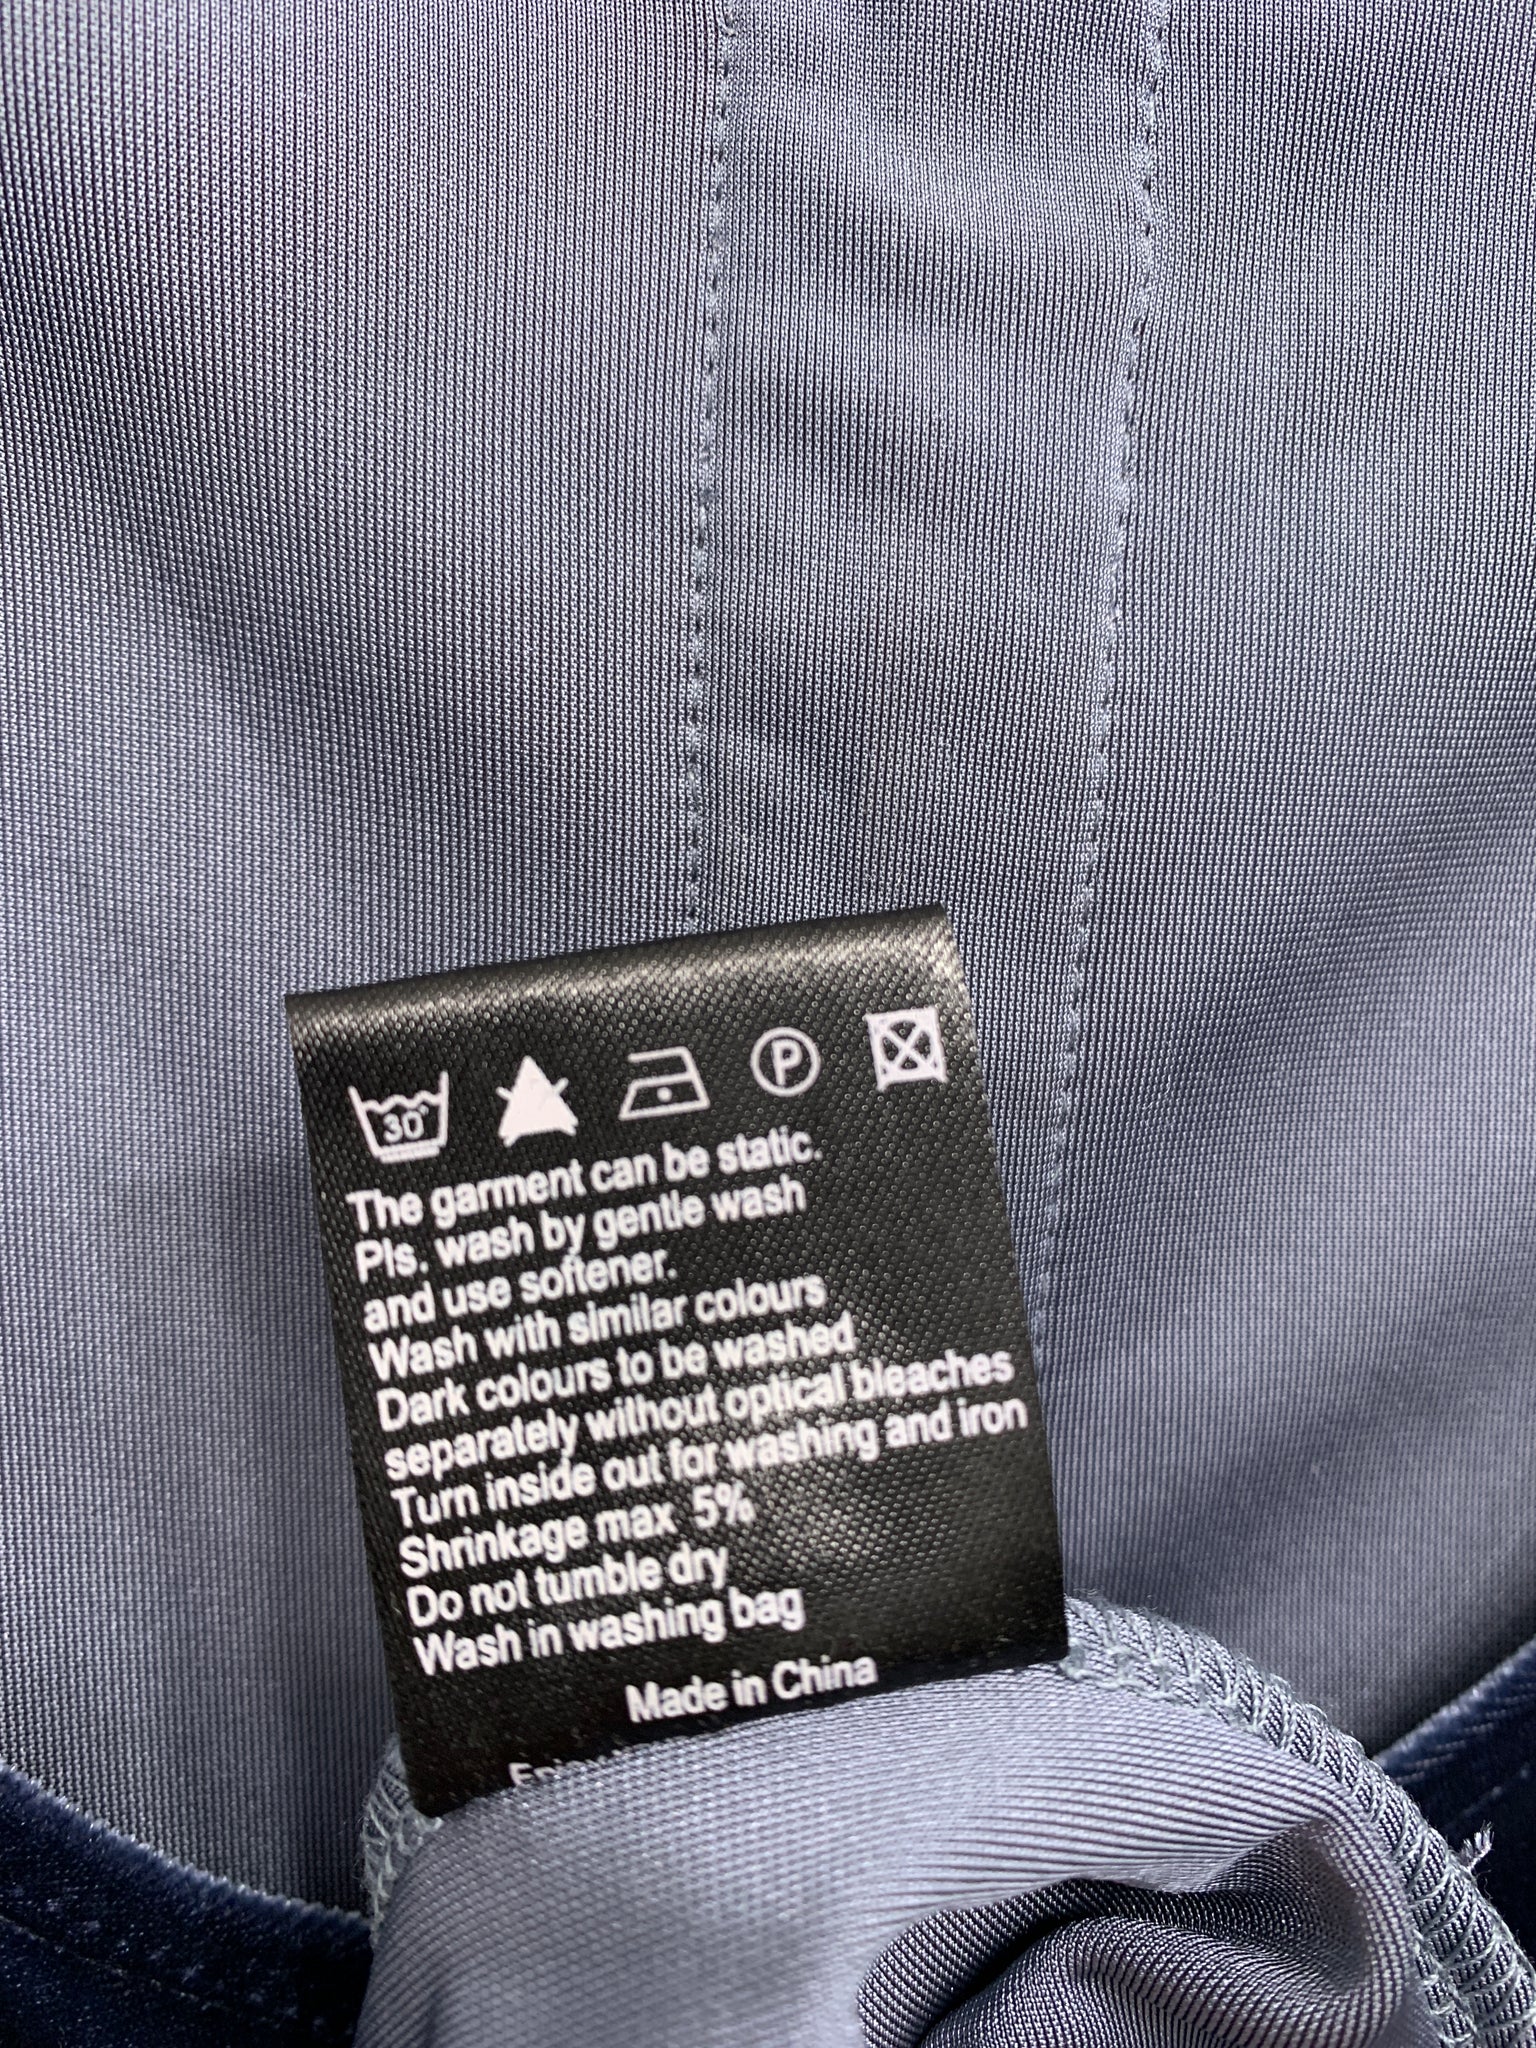 30°
P
The garment can be static.
Pls. wash by gentle wash
and use softener.
Wash with similar colours
Dark colours to be washed
separately without optical bleaches
Turn inside out for washing and iron
Shrinkage max 5%
Do not tumble dry
Wash in washing bag
Made in China